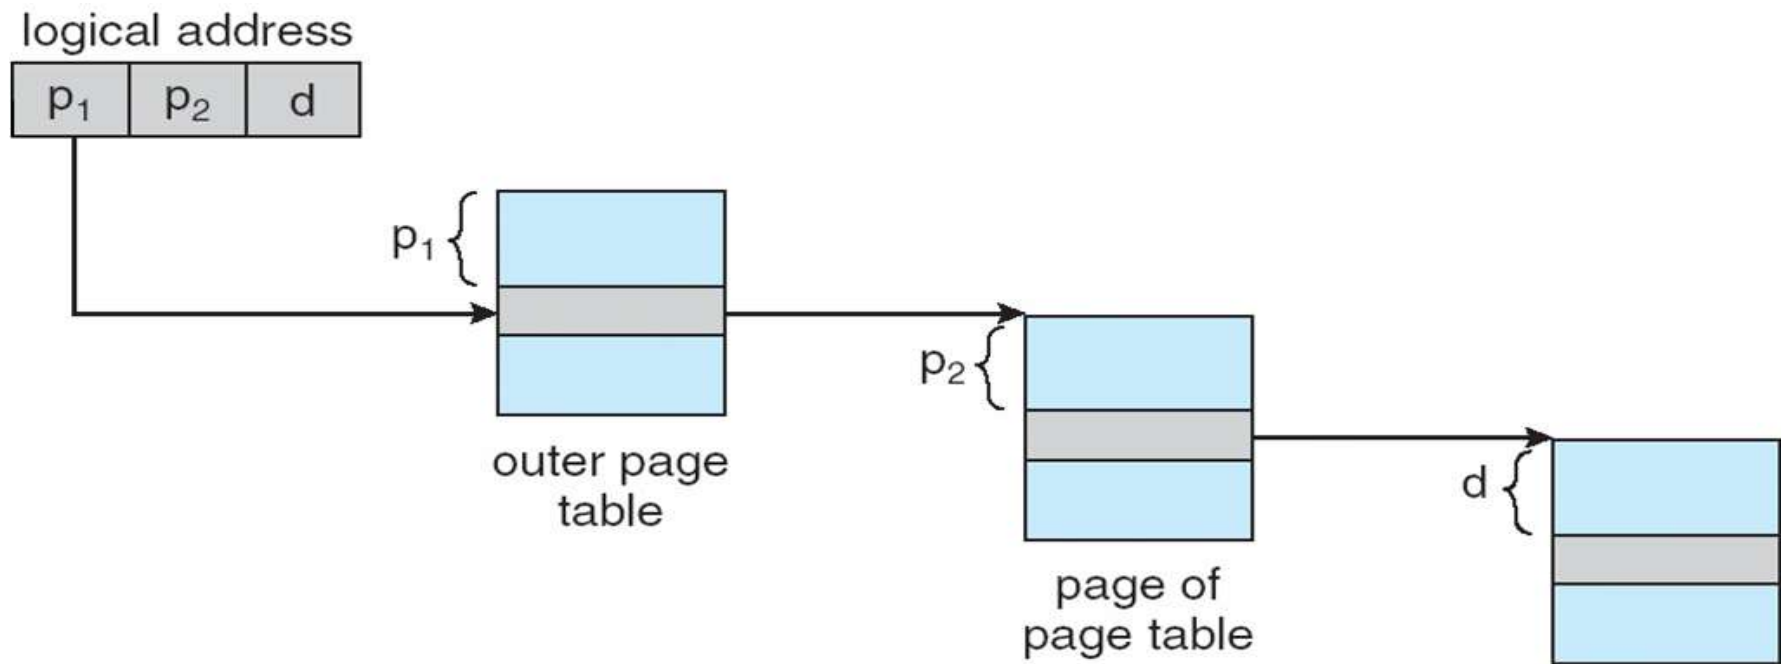 logical address
p₁ p₂ d
p₁
outer page
table
p₂
page of
page table
d